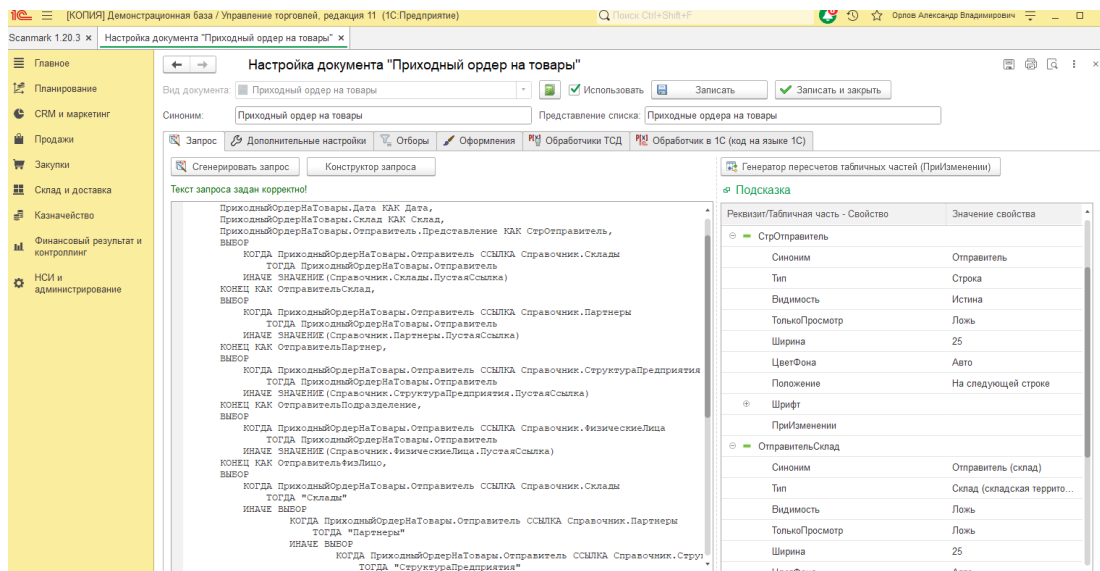 [КОПИЯ] Демонстрационная база / Управление торговлей, редакция 11 (1С:Предприятие)
Поиск Ctrl+Shift+F
Орлов Александр Владимирович
Scanmark 1.20.3 ×
Настройка документа "Приходный ордер на товары" ×
Главное
Планирование
CRM и маркетинг
Продажи
Закупки
Склад и доставка
Казначейство
Финансовый результат и
контроллинг
НСИ и
администрирование
Настройка документа "Приходный ордер на товары"
Вид документа: Приходный ордер на товары
Использовать
Записать
Записать и закрыть
Синоним: Приходный ордер на товары
Представление списка: Приходные ордера на товары
Запрос
Дополнительные настройки
Отборы
Оформления
Обработчики ТСД
Обработчик в 1С (код на языке 1С)
Сгенерировать запрос
Конструктор запроса
Текст запроса задан корректно!
ПриходныйОрдерНаТовары.Дата КАК Дата,
ПриходныйОрдерНаТовары.Склад КАК Склад,
ПриходныйОрдерНаТовары.Отправитель.Представление КАК СтрОтправитель,
ВЫБОР
КОГДА ПриходныйОрдерНаТовары.Отправитель ССЫЛКА Справочник.Склады
ТОГДА ПриходныйОрдерНаТовары.Отправитель
ИНАЧЕ ЗНАЧЕНИЕ(Справочник.Склады.ПустаяСсылка)
КОНЕЦ КАК ОтправительСклад,
ВЫБОР
КОГДА ПриходныйОрдерНаТовары.Отправитель ССЫЛКА Справочник.Партнеры
ТОГДА ПриходныйОрдерНаТовары.Отправитель
ИНАЧЕ ЗНАЧЕНИЕ(Справочник.Партнеры.ПустаяСсылка)
КОНЕЦ КАК ОтправительПартнер,
ВЫБОР
КОГДА ПриходныйОрдерНаТовары.Отправитель ССЫЛКА Справочник.СтруктураПредприятия
ТОГДА ПриходныйОрдерНаТовары.Отправитель
ИНАЧЕ ЗНАЧЕНИЕ(Справочник.СтруктураПредприятия.ПустаяСсылка)
КОНЕЦ КАК ОтправительПодразделение,
ВЫБОР
КОГДА ПриходныйОрдерНаТовары.Отправитель ССЫЛКА Справочник.ФизическиеЛица
ТОГДА ПриходныйОрдерНаТовары.Отправитель
ИНАЧЕ ЗНАЧЕНИЕ(Справочник.ФизическиеЛица.ПустаяСсылка)
КОНЕЦ КАК ОтправительФизЛицо,
ВЫБОР
КОГДА ПриходныйОрдерНаТовары.Отправитель ССЫЛКА Справочник.Склады
ТОГДА "Склады"
ИНАЧЕ ВЫБОР
КОГДА ПриходныйОрдерНаТовары.Отправитель ССЫЛКА Справочник.Партнеры
ТОГДА "Партнеры"
ИНАЧЕ ВЫБОР
КОГДА ПриходныйОрдерНаТовары.Отправитель ССЫЛКА Справочник.Струк
ТОГДА "СтруктураПредприятия"
Генератор пересчетов табличных частей (ПриИзменении)
Подсказка
Реквизит/Табличная часть - Свойство Значение свойства
СтрОтправитель
Синоним Отправитель
Тип Строка
Видимость Истина
ТолькоПросмотр Ложь
Ширина 25
ЦветФона Авто
Положение На следующей строке
Шрифт
ПриИзменении
ОтправительСклад
Синоним Отправитель (склад)
Тип Склад (складская террито...
Видимость Ложь
ТолькоПросмотр Ложь
Ширина 25